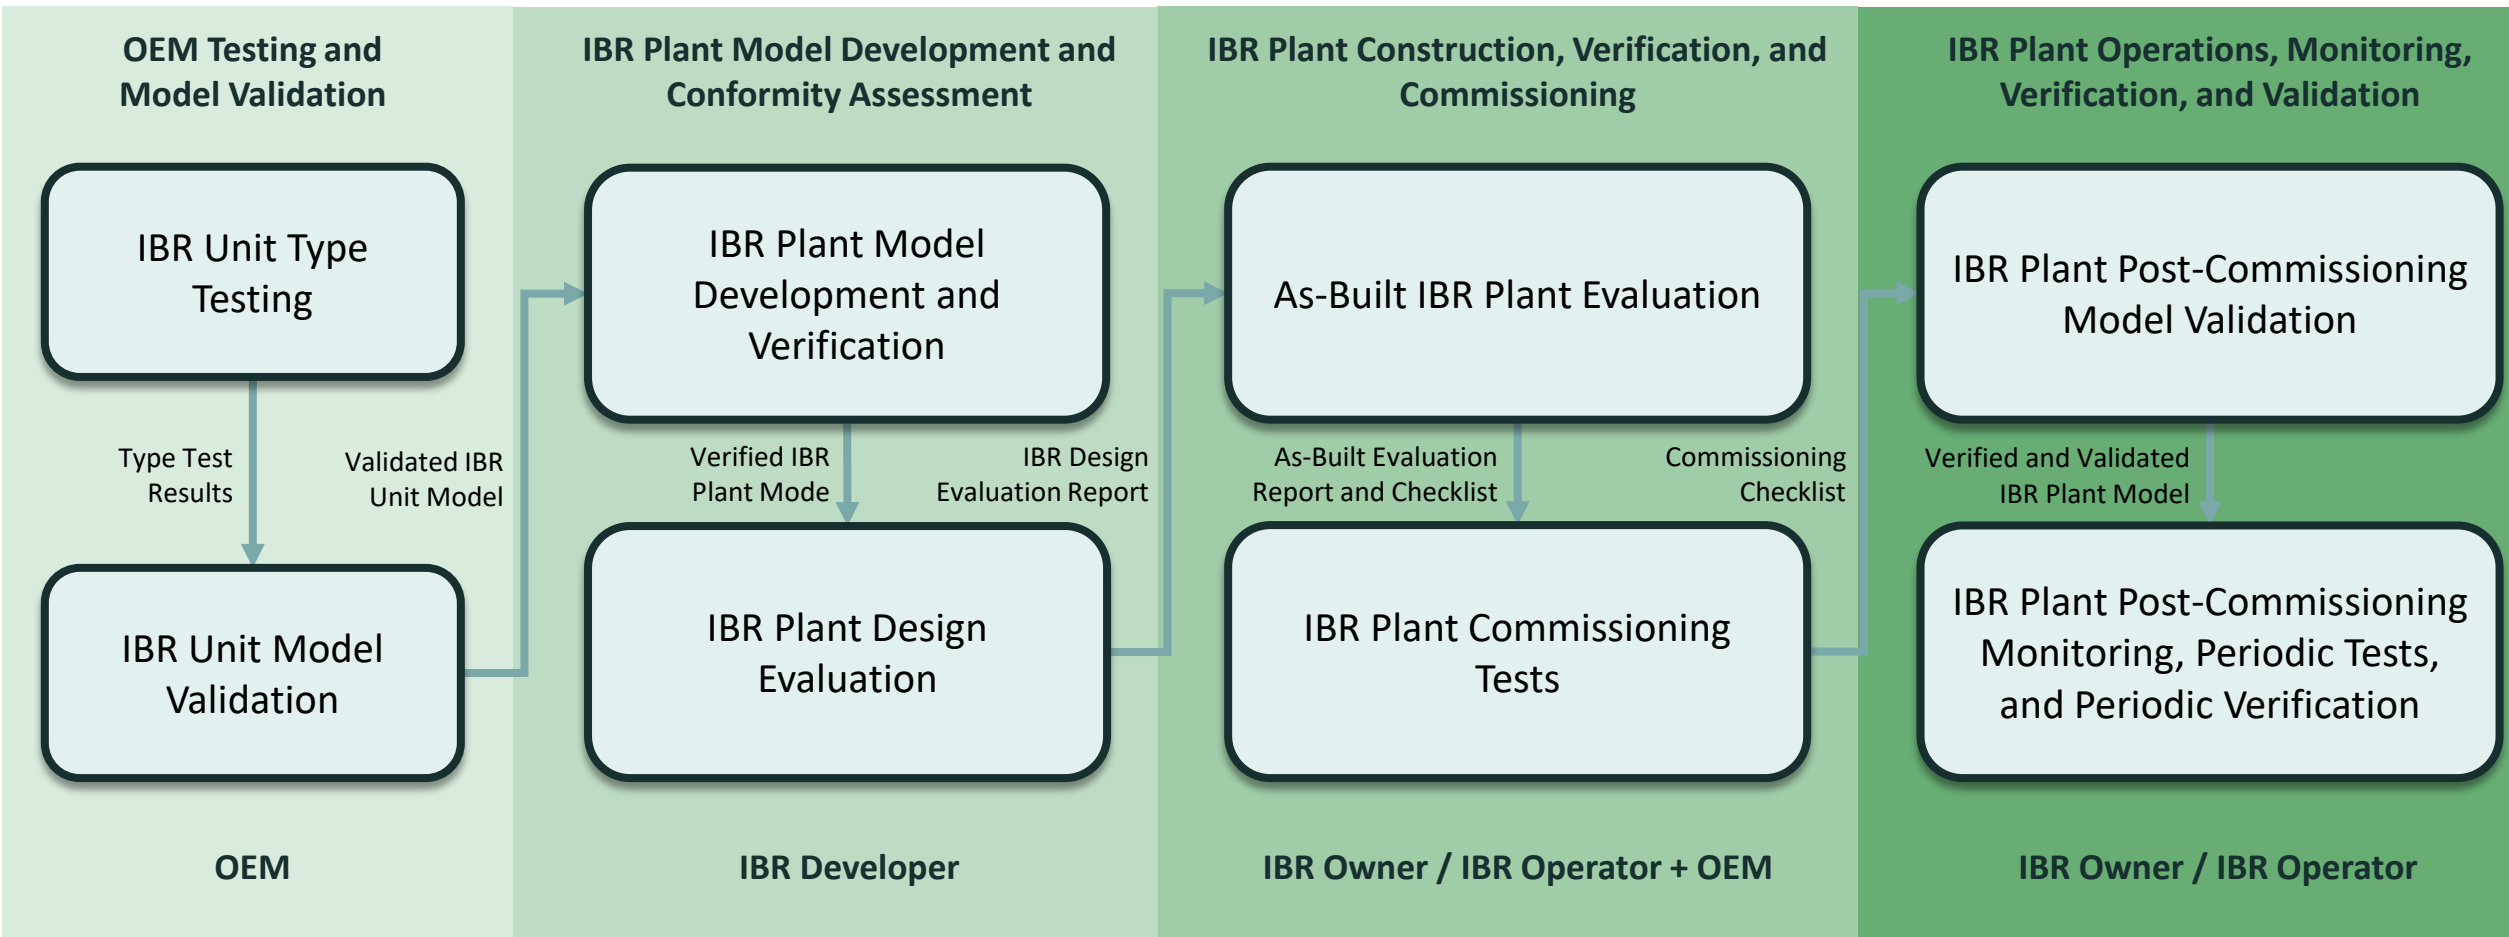 OEM Testing and
Model Validation
IBR Unit Type
Testing
Type Test
Results
IBR Unit Model
Validation
OEM
Validated IBR
Unit Model
IBR Plant Model Development and
Conformity Assessment
IBR Plant Model
Development and
Verification
Verified IBR
Plant Mode
IBR Plant Design
Evaluation
IBR Developer
IBR Design
Evaluation Report
IBR Plant Construction, Verification, and
Commissioning
As-Built IBR Plant Evaluation
As-Built Evaluation
Report and Checklist
IBR Plant Commissioning
Tests
IBR Owner / IBR Operator + OEM
Commissioning
Checklist
IBR Plant Operations, Monitoring,
Verification, and Validation
IBR Plant Post-Commissioning
Model Validation
Verified and Validated
IBR Plant Model
IBR Plant Post-Commissioning
Monitoring, Periodic Tests,
and Periodic Verification
IBR Owner / IBR Operator